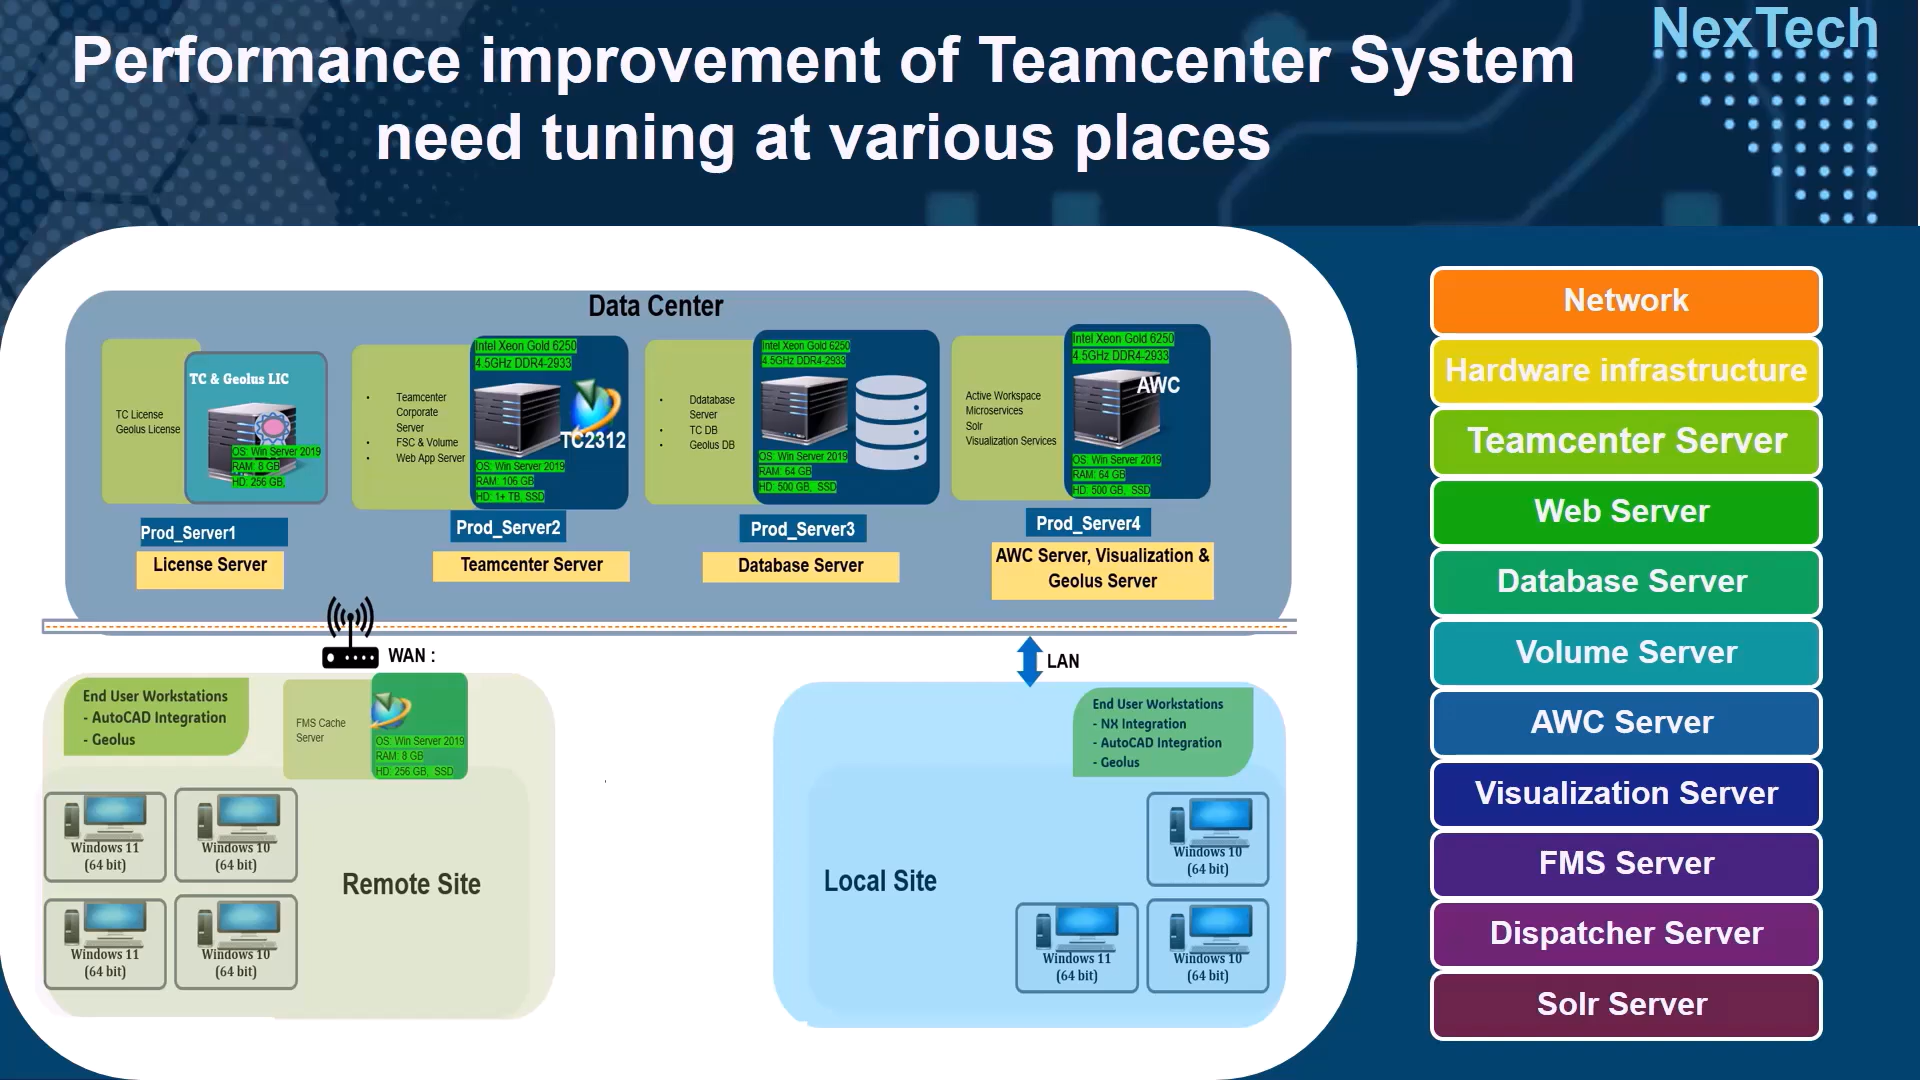 NexTech
Performance improvement of Teamcenter System
need tuning at various places
Data Center
TC License
Geolus License
TC & Geolus LIC
OS: Win Server 2019
RAM: 8 GB
HD: 256 GB,
Prod_Server1
License Server
• Teamcenter
Corporate
Server
• FSC & Volume
• Web App Server
Intel Xeon Gold 6250
4.5GHz DDR4-2933
TC2312
OS: Win Server 2019
RAM: 106 GB
HD: 1+ TB, SSD
Prod_Server2
Teamcenter Server
• Ddatabase
Server
• TC DB
• Geolus DB
Intel Xeon Gold 6250
4.5GHz DDR4-2933
OS: Win Server 2019
RAM: 64 GB
HD: 500 GB, SSD
Prod_Server3
Database Server
Active Workspace
Microservices
Solr
Visualization Services
Intel Xeon Gold 6250
4.5GHz DDR4-2933
AWC
OS: Win Server 2019
RAM: 64 GB
HD: 500 GB, SSD
Prod_Server4
AWC Server, Visualization &
Geolus Server
WAN :
LAN
End User Workstations
- AutoCAD Integration
- Geolus
FMS Cache
Server
OS: Win Server 2019
RAM: 8 GB
HD: 256 GB, SSD
Windows 11
(64 bit)
Windows 10
(64 bit)
Windows 11
(64 bit)
Windows 10
(64 bit)
Remote Site
End User Workstations
- NX Integration
- AutoCAD Integration
- Geolus
Local Site
Windows 10
(64 bit)
Windows 11
(64 bit)
Windows 10
(64 bit)
Network
Hardware infrastructure
Teamcenter Server
Web Server
Database Server
Volume Server
AWC Server
Visualization Server
FMS Server
Dispatcher Server
Solr Server